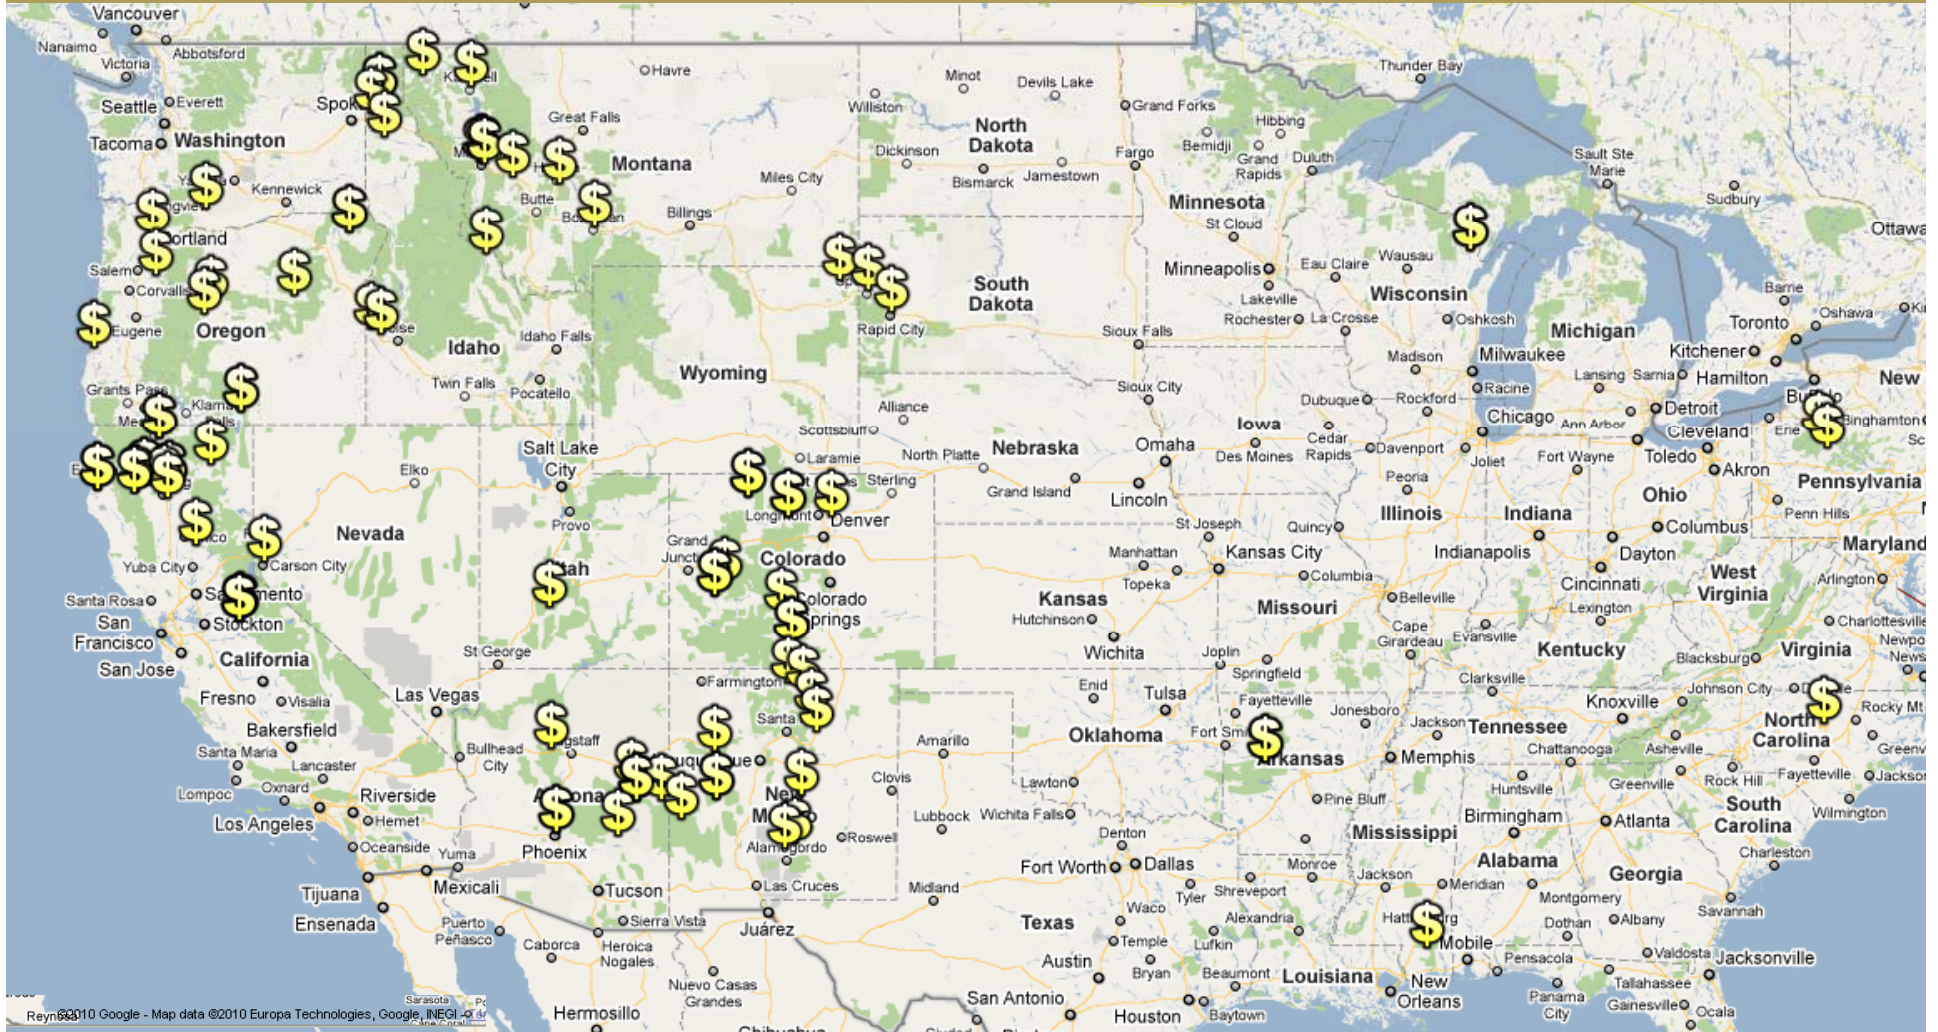 Vancouver
Nanaimo
Abbotsford
Victoria
Seattle
Everett
Tacoma
Washington
Kennewick
Salem
Eugene
Oregon
Grants Pass
Havre
Great Falls
Montana
Butte
Billings
Miles City
Idaho
Idaho Falls
Twin Falls
Pocatello
Wyoming
Minot
Devils Lake
Williston
Grand Forks
North
Dakota
Dickinson
Bismarck
Jamestown
Fargo
South
Dakota
Rapid City
Sioux Falls
Sioux City
Thunder Bay
Hibbing
Bemidji
Grand
Rapids
Duluth
Minnesota
St Cloud
Minneapolis
Lakeville
Rochester
Eau Claire
Wausau
La Crosse
Wisconsin
Oshkosh
Madison
Milwaukee
Racine
Sault Ste
Marie
Sudbury
Ottawa
Barrie
Oshawa
Toronto
Kitchener
Hamilton
Michigan
Lansing
Sarnia
Detroit
Ann Arbor
New
Binghamton
Erie
Cleveland
Toledo
Akron
Pennsylvania
Penn Hills
Maryland
Arlington
Alliance
Scottsbluff
Nebraska
North Platte
Grand Island
Omaha
Lincoln
Iowa
Des Moines
Cedar
Rapids
Dubuque
Davenport
Rockford
Chicago
Joliet
Peoria
Fort Wayne
Ohio
Illinois
Indiana
Columbus
Dayton
Indianapolis
Cincinnati
Quincy
St Joseph
Salt Lake
City
Provo
Elko
Nevada
Laramie
Sterling
Longmont
Denver
Grand
Colorado
Yuba City
Carson City
Santa Rosa
San
Francisco
Stockton
San Jose
California
Fresno
Visalia
Bakersfield
Santa Maria
Lancaster
Lompoc
Oxnard
Riverside
Los Angeles
Hemet
Oceanside
Tijuana
Ensenada
Mexicali
Yuma
St George
Las Vegas
Bullhead
City
Phoenix
Tucson
Sierra Vista
Puerto
Peñasco
Caborca
Heroica
Nogales
Hermosillo
Nuevo Casas
Grandes
Juárez
Farmington
Santa
Alamogordo
Las Cruces
Roswell
Clovis
Kansas
Hutchinson
Wichita
Manhattan
Topeka
Kansas City
Columbia
Missouri
Belleville
Cape
Girardeau
Joplin
Springfield
Evansville
Lexington
Kentucky
West
Virginia
Charlottesville
Virginia
Blacksburg
Enid
Tulsa
Oklahoma
Lawton
Amarillo
Lubbock
Wichita Falls
Fayetteville
Jonesboro
Pine Bluff
Memphis
Jackson
Clarksville
Tennessee
Knoxville
Johnson City
Chattanooga
Asheville
North
Carolina
Rocky Mt
Greenville
Rock Hill
Fayetteville
Wilmington
Huntsville
South
Carolina
Charleston
Denton
Fort Worth
Dallas
Midland
Texas
Waco
Temple
Bryan
Austin
San Antonio
Houston
Baytown
Beaumont
Lufkin
Tyler
Shreveport
Alexandria
Monroe
Louisiana
Mississippi
Jackson
Meridian
Birmingham
Alabama
Montgomery
Atlanta
Georgia
Albany
Dothan
Savannah
Valdosta
Jacksonville
Mobile
Pensacola
New
Orleans
Tallahassee
Panama
City
Gainesville
Ocala
Sarasota
Cape Coral
Reynosa
©2010 Google - Map data ©2010 Europa Technologies, Google, INEGI -